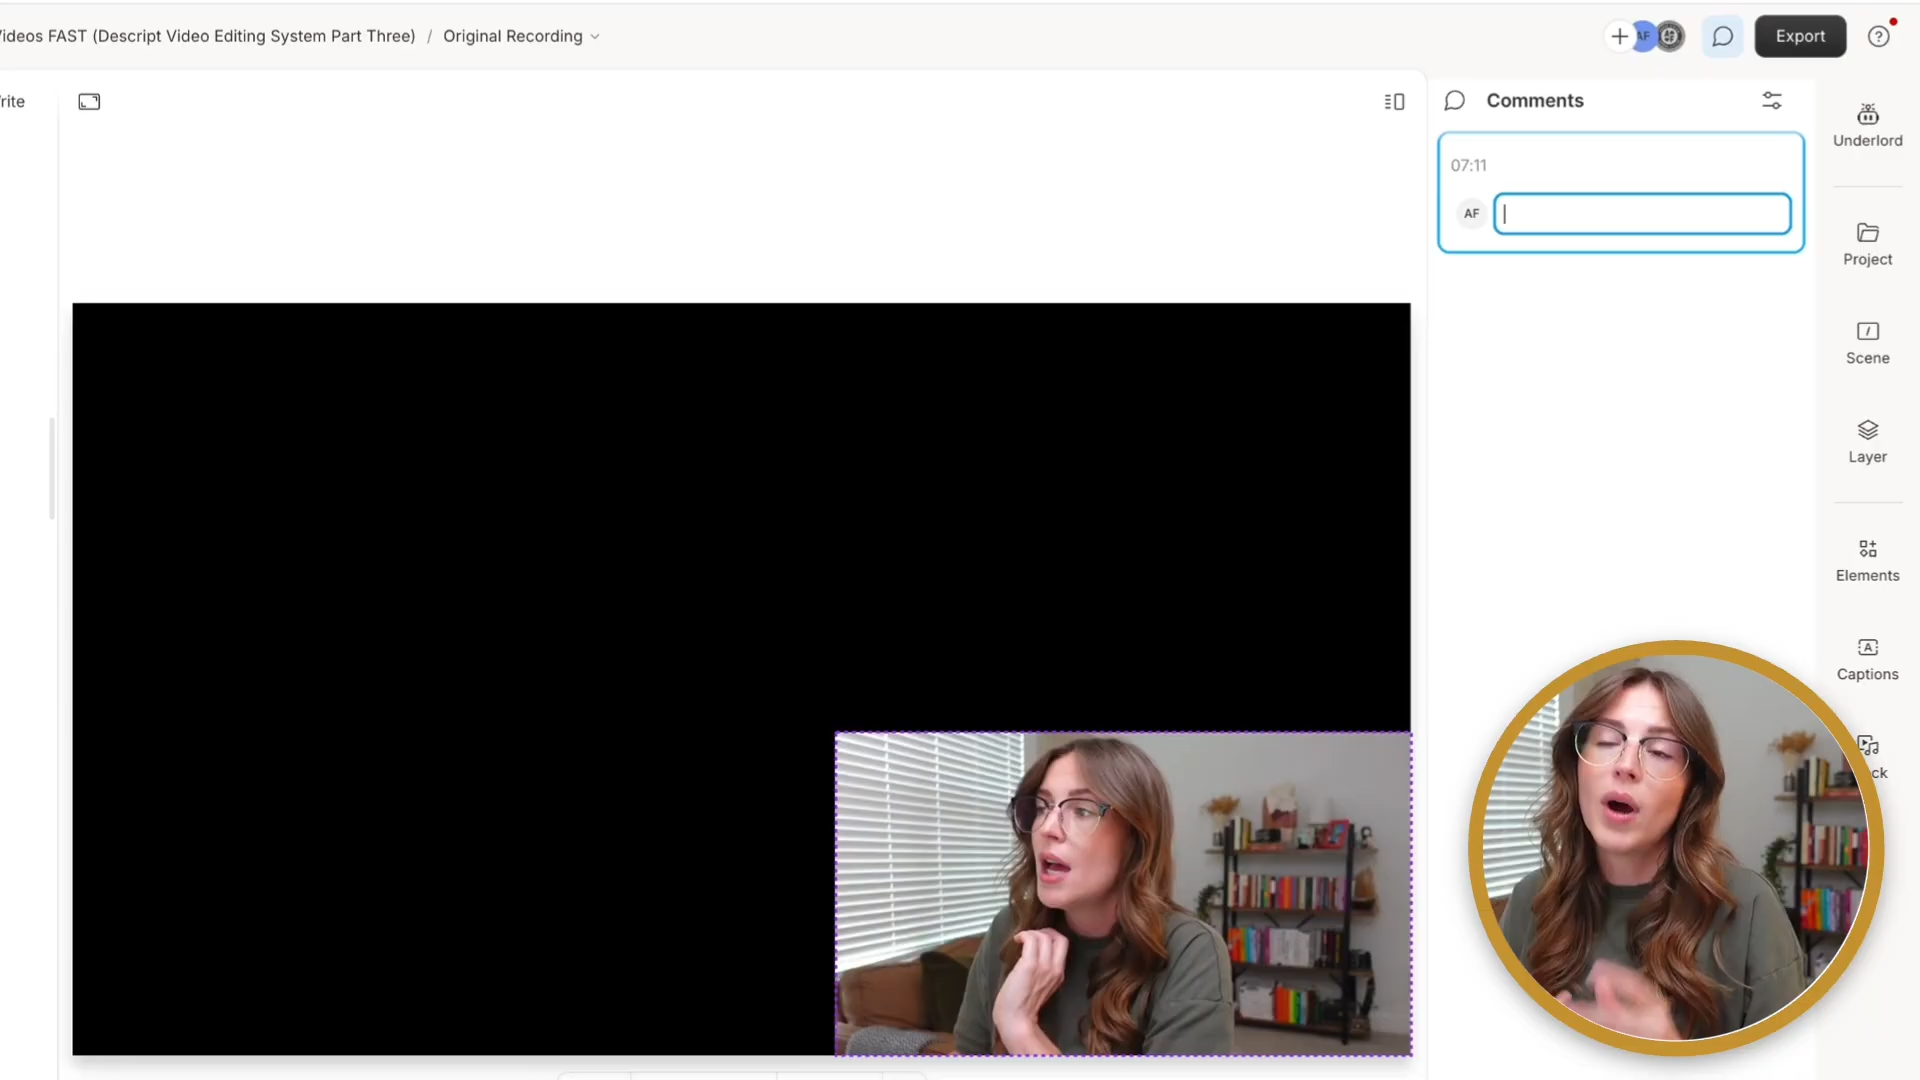 ideos FAST (Descript Video Editing System Part Three) / Original Recording
AF
Export
?
rite
Comments
07:11
AF
Underlord
Project
Scene
Layer
Elements
Captions
ck